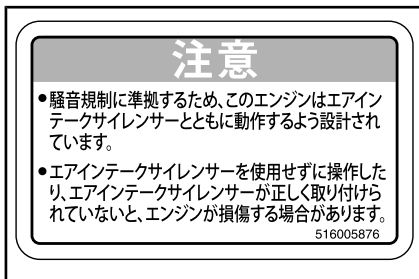 注意
•騒音規制に準拠するため、このエンジンはエアイン
テークサイレンサーとともに動作するよう設計され
ています。
•エアインテークサイレンサーを使用せずに操作した
り、エアインテークサイレンサーが正しく取り付けら
れていないと、エンジンが損傷する場合があります。
516005876